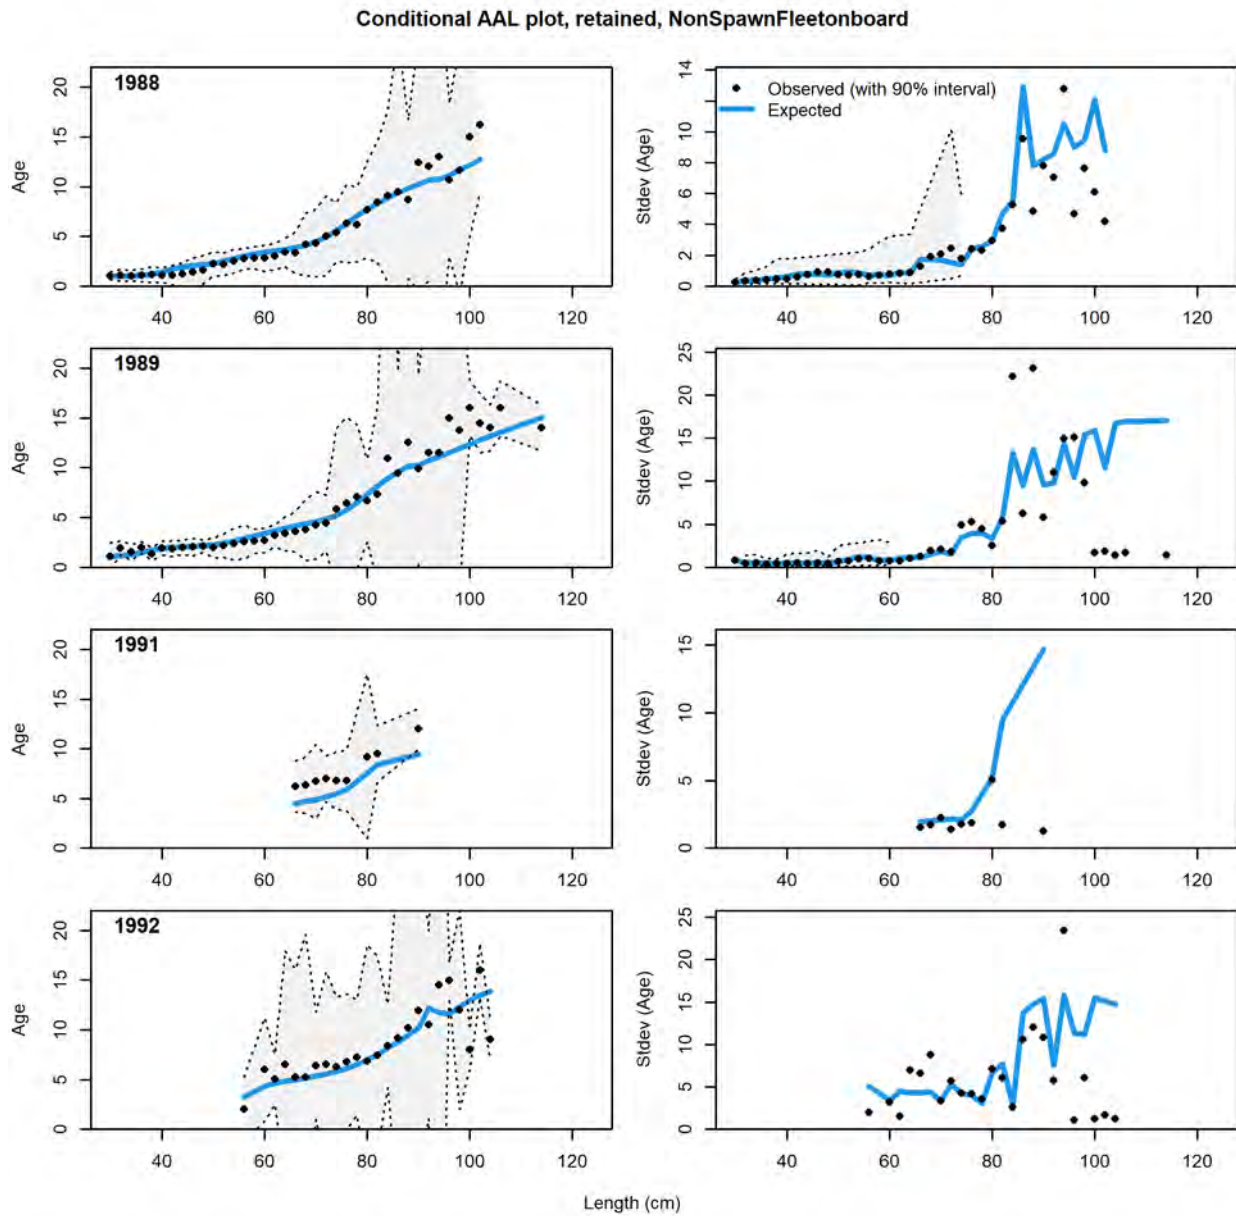 Conditional AAL plot, retained, NonSpawnFleetonboard
1988
Age
0 5 10 15 20
40 60 80 100 120
Observed (with 90% interval)
Expected
Stdev (Age)
0 2 4 6 8 10 14
40 60 80 100 120
1989
Age
0 5 10 15 20
40 60 80 100 120
Stdev (Age)
0 5 10 15 20 25
40 60 80 100 120
1991
Age
0 5 10 15 20
40 60 80 100 120
Stdev (Age)
0 5 10 15
40 60 80 100 120
1992
Age
0 5 10 15 20
40 60 80 100 120
Stdev (Age)
0 5 10 15 20 25
40 60 80 100 120
Length (cm)